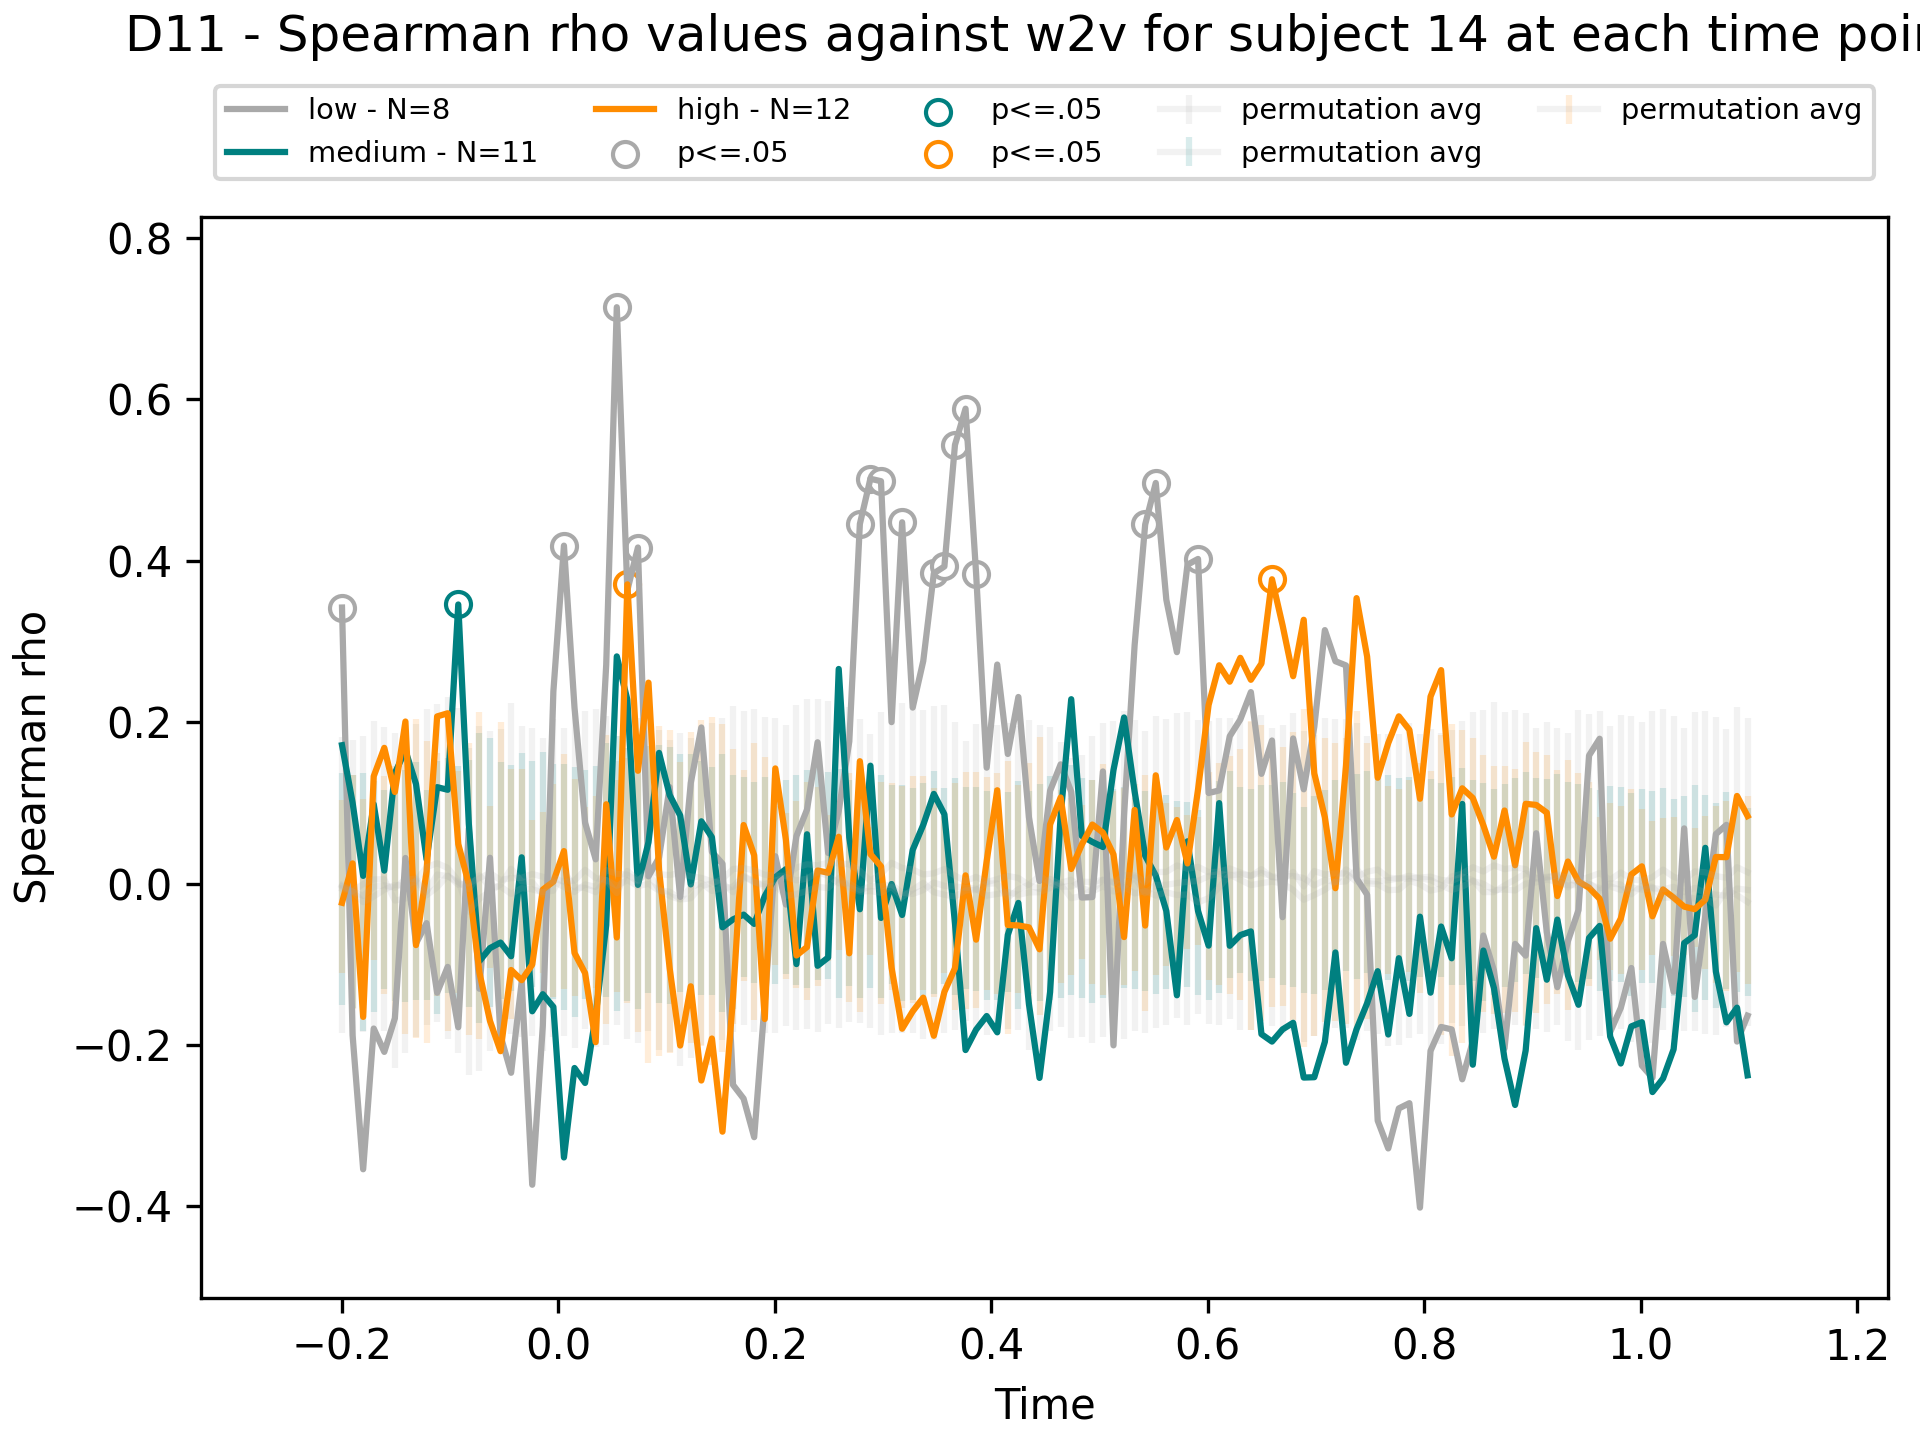 D11 - Spearman rho values against w2v for subject 14 at each time
low - N=8
medium - N=11
high - N=12
p<=.05
p<=.05
p<=.05
permutation avg
permutation avg
permutation avg
Spearman rho
0.8
0.6
0.4
0.2
0.0
−0.2
−0.4
−0.2
0.0
0.2
0.4
0.6
0.8
1.0
1.2
Time